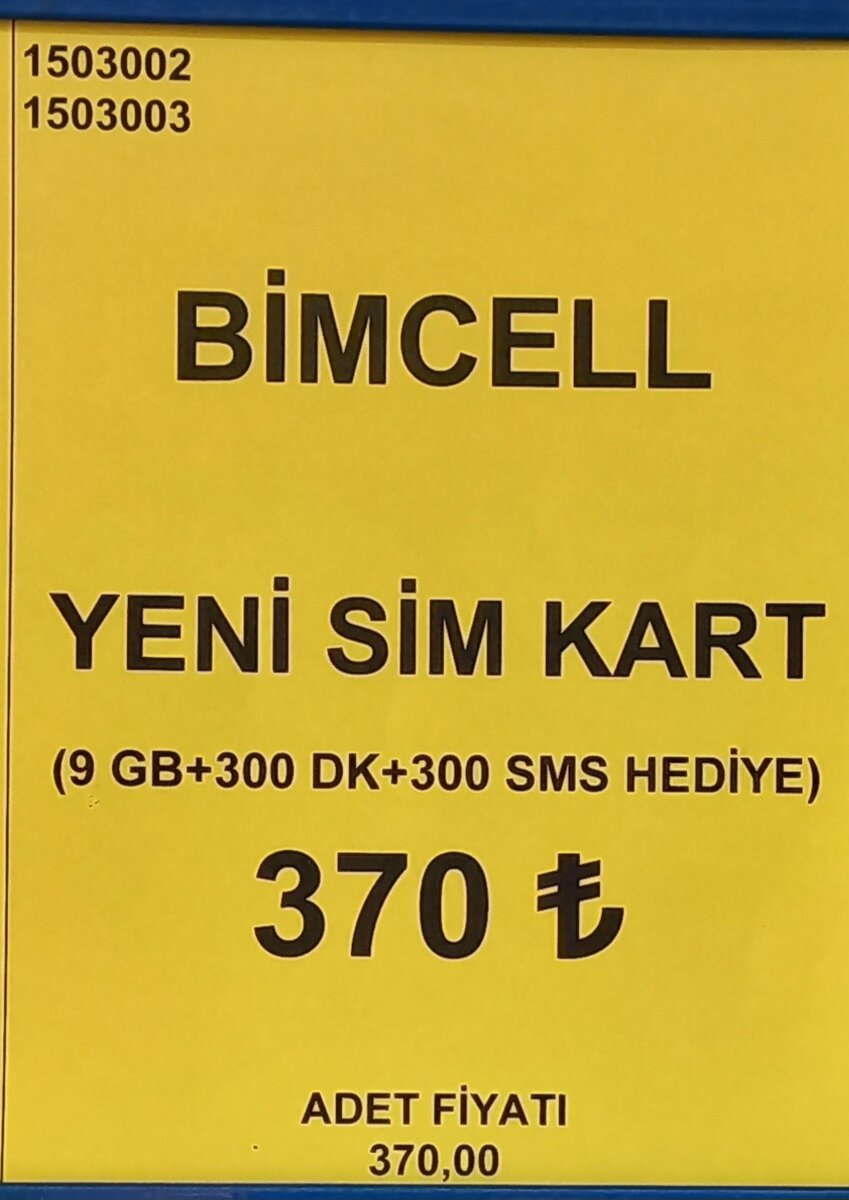 1503002
1503003
BİMCELL
YENİ SİM KART
(9 GB+300 DK+300 SMS HEDİYE)
370 ₺
ADET FİYATI
370,00